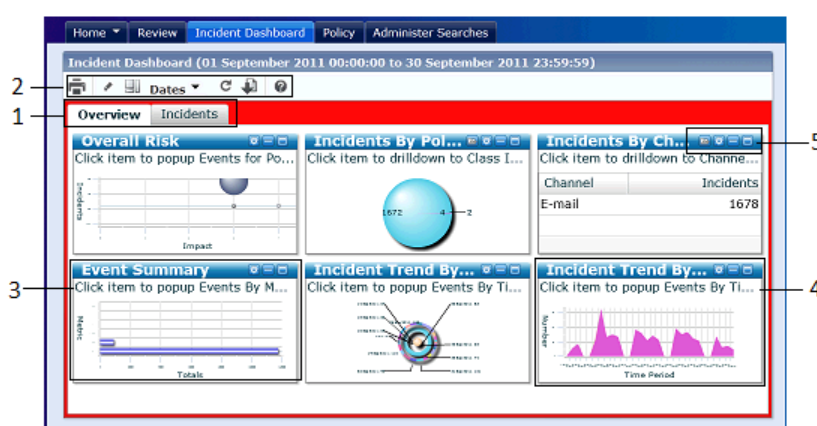 Home Review Incident Dashboard Policy Administer Searches
Incident Dashboard (01 September 2011 00:00:00 to 30 September 2011 23:59:59)
2
Dates
1
Overview Incidents
5
Overall Risk
Click item to popup Events for Po...
Incidents
Impact
Incidents By Pol...
Click item to drilldown to Class I...
1672 4 2
Incidents By Ch...
Click item to drilldown to Channe...
Channel Incidents
E-mail 1678
3
Event Summary
Click item to popup Events By M...
Metric
Totals
Incident Trend By...
Click item to popup Events By Ti...
Incident Trend By...
Click item to popup Events By Ti...
Number
Time Period
4